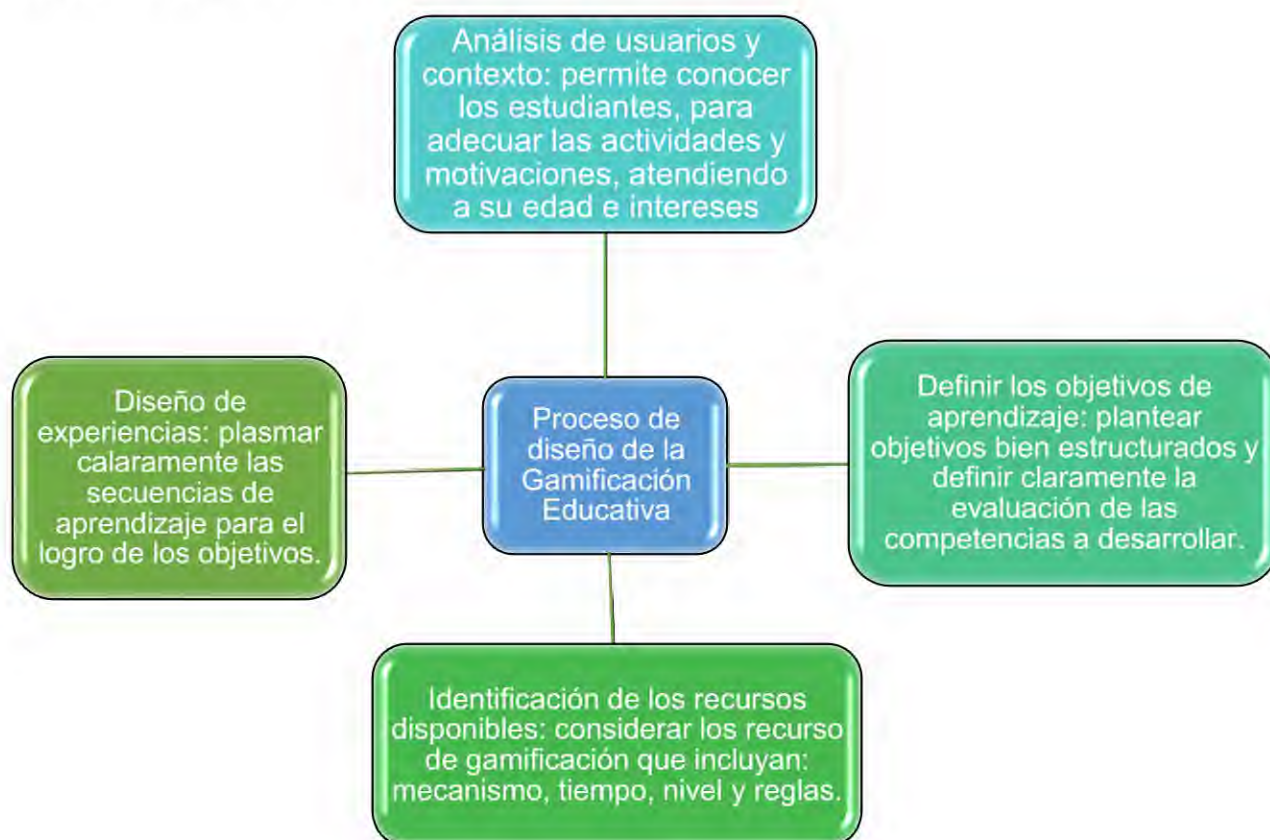 Análisis de usuarios y
contexto: permite conocer
los estudiantes, para
adecuar las actividades y
motivaciones, atendiendo
a su edad e intereses
Diseño de
experiencias: plasmar
calaramente las
secuencias de
aprendizaje para el
logro de los objetivos.
Proceso de
diseño de la
Gamificación
Educativa
Definir los objetivos de
aprendizaje: plantear
objetivos bien estructurados y
definir claramente la
evaluación de las
competencias a desarrollar.
Identificación de los recursos
disponibles: considerar los recurso
de gamificación que incluyan:
mecanismo, tiempo, nivel y reglas.